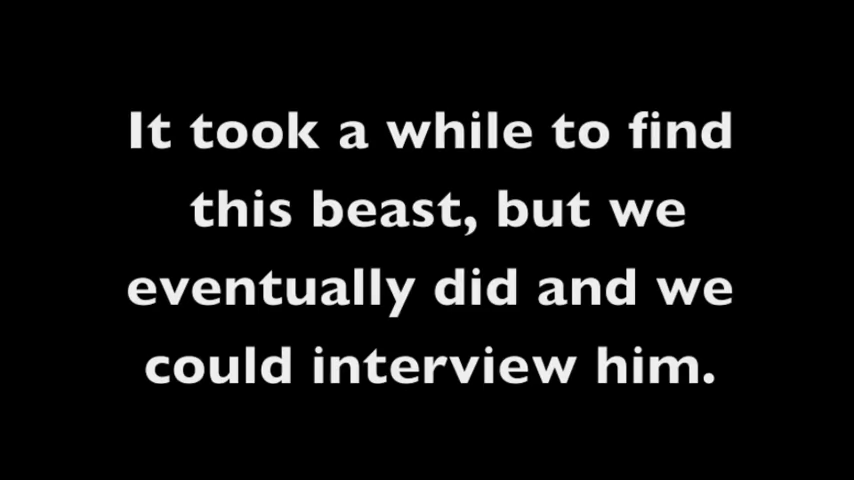 It took a while to find
this beast, but we
eventually did and we
could interview him.